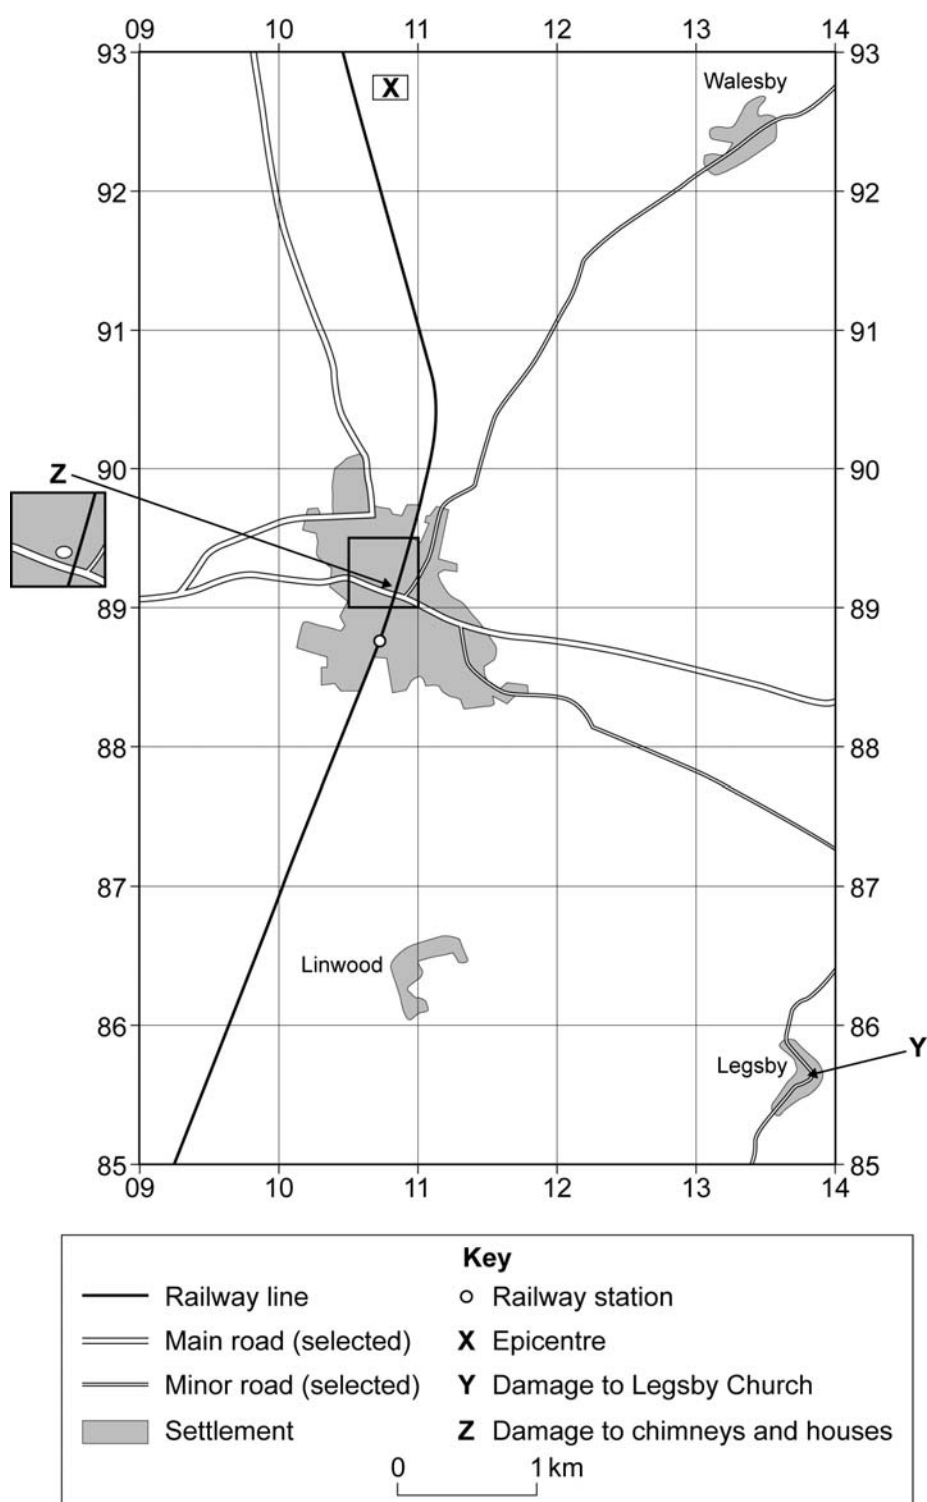 09 10 11 12 13 14
93 X Walesby 93
92 92
91 91
Z 90 90
89 89
88 88
87 87
Linwood
86 86
Legsby Y
85 85
09 10 11 12 13 14
Key
Railway line Railway station
Main road (selected) X Epicentre
Minor road (selected) Y Damage to Legsby Church
Settlement Z Damage to chimneys and houses
0 1 km